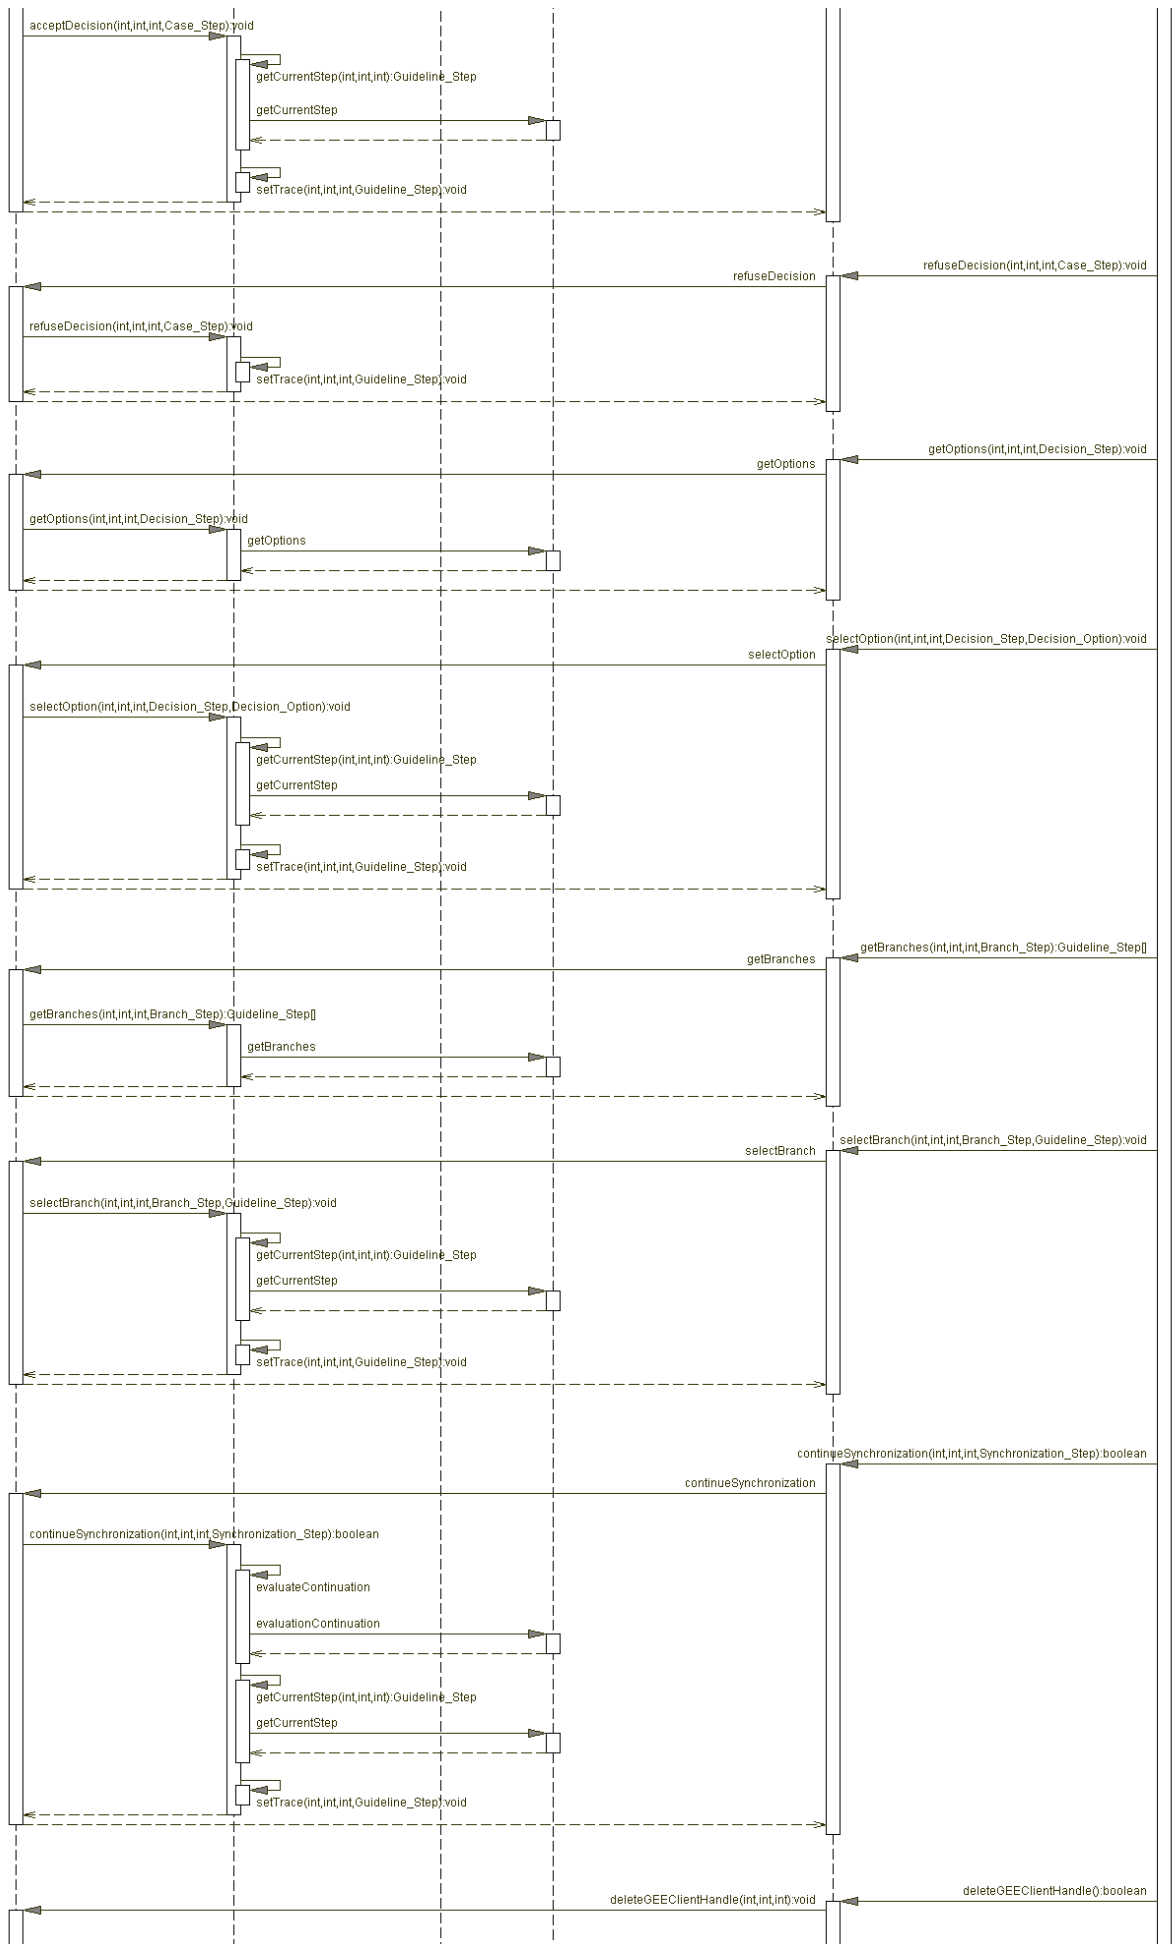 acceptDecision(int,int,int,Case_Step):void
getCurrentStep(int,int,int):Guideline_Step
getCurrentStep
setTrace(int,int,int,Guideline_Step):void
refuseDecision(int,int,int,Case_Step):void
refuseDecision
refuseDecision(int,int,int,Case_Step):void
setTrace(int,int,int,Guideline_Step):void
getOptions(int,int,int,Decision_Step):void
getOptions
getOptions(int,int,int,Decision_Step):void
getOptions
selectOption(int,int,int,Decision_Step,Decision_Option):void
selectOption
selectOption(int,int,int,Decision_Step,Decision_Option):void
getCurrentStep(int,int,int):Guideline_Step
getCurrentStep
setTrace(int,int,int,Guideline_Step):void
getBranches(int,int,int,Branch_Step):Guideline_Step[]
getBranches
getBranches(int,int,int,Branch_Step):Guideline_Step[]
getBranches
selectBranch(int,int,int,Branch_Step,Guideline_Step):void
selectBranch
selectBranch(int,int,int,Branch_Step,Guideline_Step):void
getCurrentStep(int,int,int):Guideline_Step
getCurrentStep
setTrace(int,int,int,Guideline_Step):void
continueSynchronization(int,int,int,Synchronization_Step):boolean
continueSynchronization
continueSynchronization(int,int,int,Synchronization_Step):boolean
evaluateContinuation
evaluationContinuation
getCurrentStep(int,int,int):Guideline_Step
getCurrentStep
setTrace(int,int,int,Guideline_Step):void
deleteGEEClientHandle():boolean
deleteGEEClientHandle(int,int,int):void